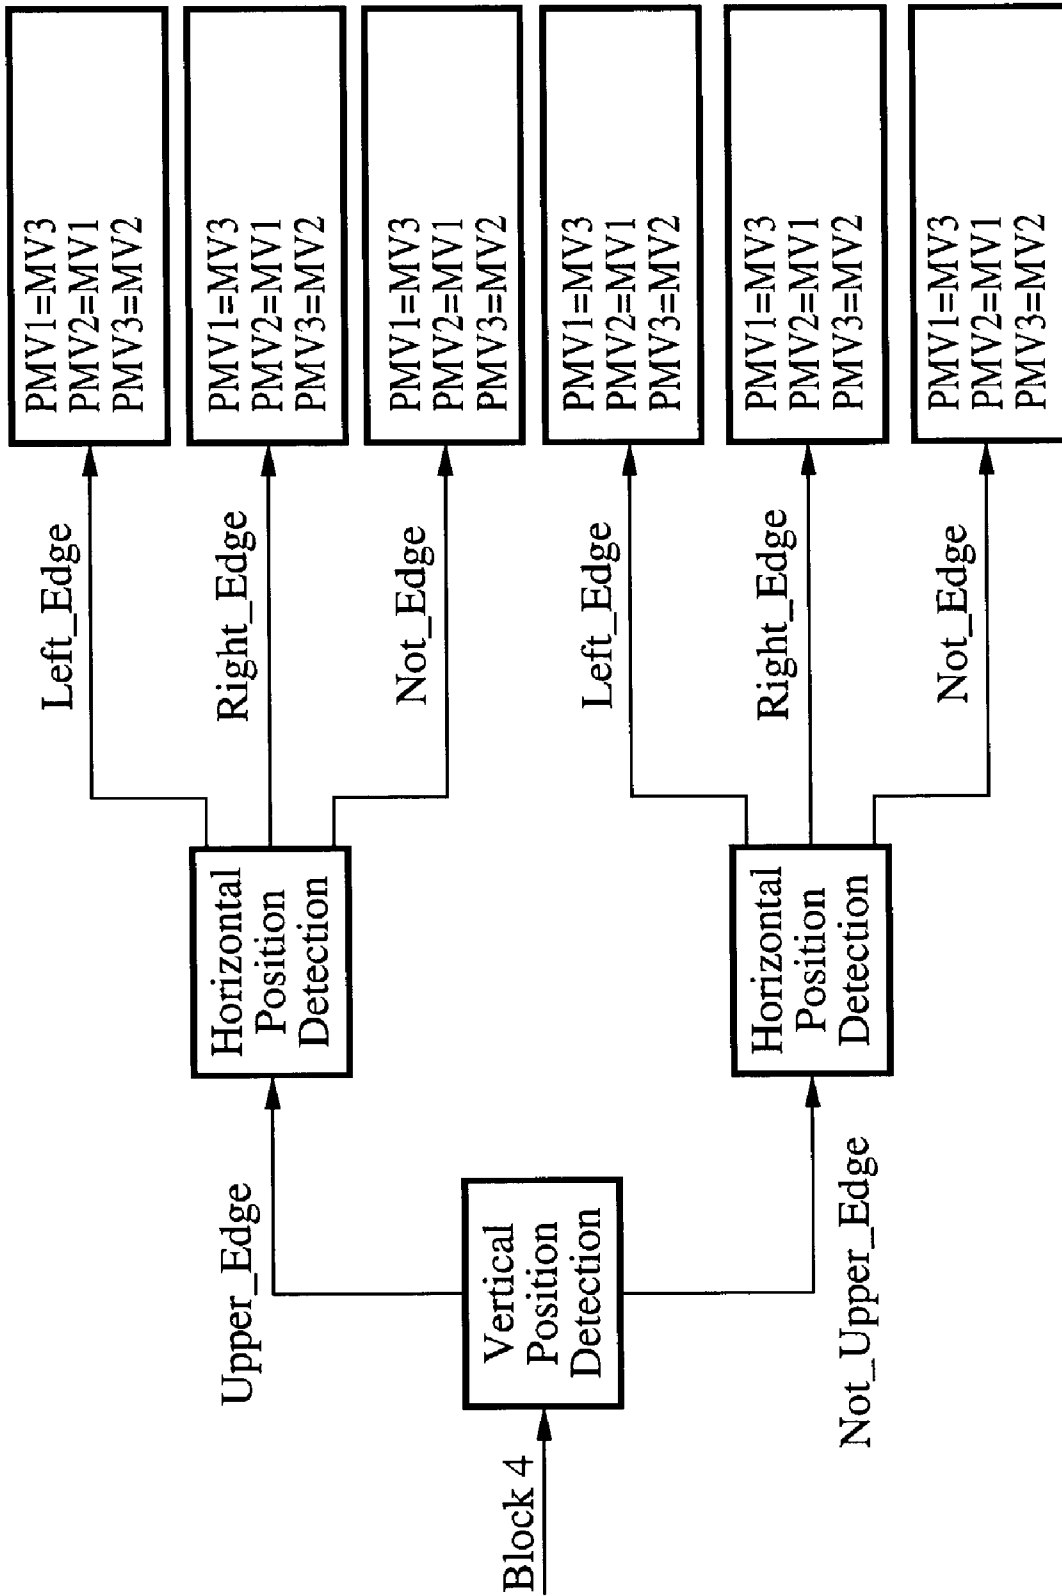 Block 4
Vertical
Position
Detection
Upper_Edge
Not_Upper_Edge
Horizontal
Position
Detection
Left_Edge
Right_Edge
Not_Edge
PMV1=MV3
PMV2=MV1
PMV3=MV2
PMV1=MV3
PMV2=MV1
PMV3=MV2
PMV1=MV3
PMV2=MV1
PMV3=MV2
Horizontal
Position
Detection
Left_Edge
Right_Edge
Not_Edge
PMV1=MV3
PMV2=MV1
PMV3=MV2
PMV1=MV3
PMV2=MV1
PMV3=MV2
PMV1=MV3
PMV2=MV1
PMV3=MV2